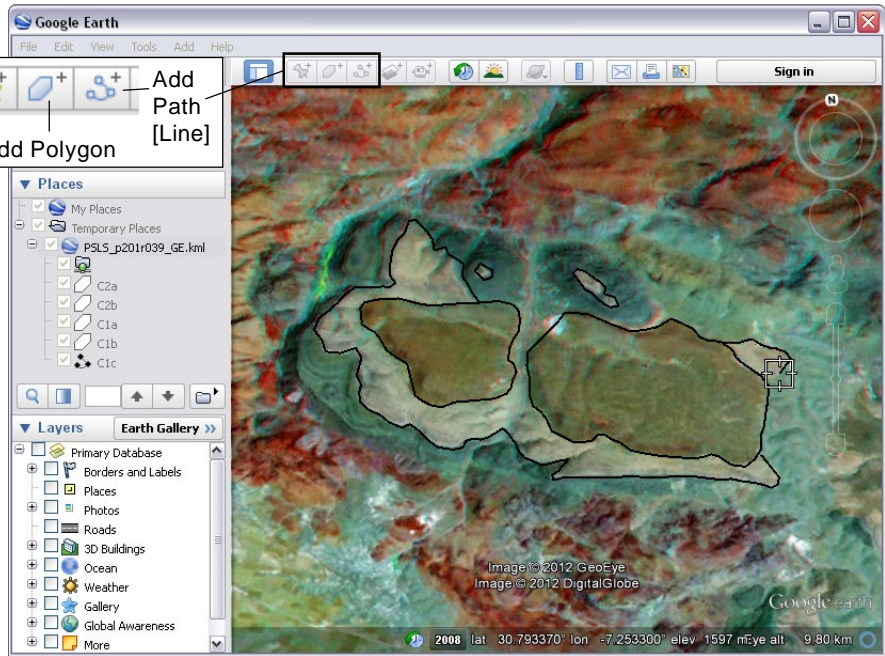 Google Earth
File Edit View Tools Add Help
Add
Path
[Line]
dd Polygon
Sign in
N
Places
My Places
Temporary Places
PSLS_p201r039_GE.kml
C2a
C2b
C1a
C1b
C1c
Layers
Earth Gallery >>
Primary Database
Borders and Labels
Places
Photos
Roads
3D Buildings
Ocean
Weather
Gallery
Global Awareness
More
Image © 2012 GeoEye
Image © 2012 DigitalGlobe
Google earth
2008 lat 30.793370° lon -7.253300° elev 1597 m Eye alt 9.80 km